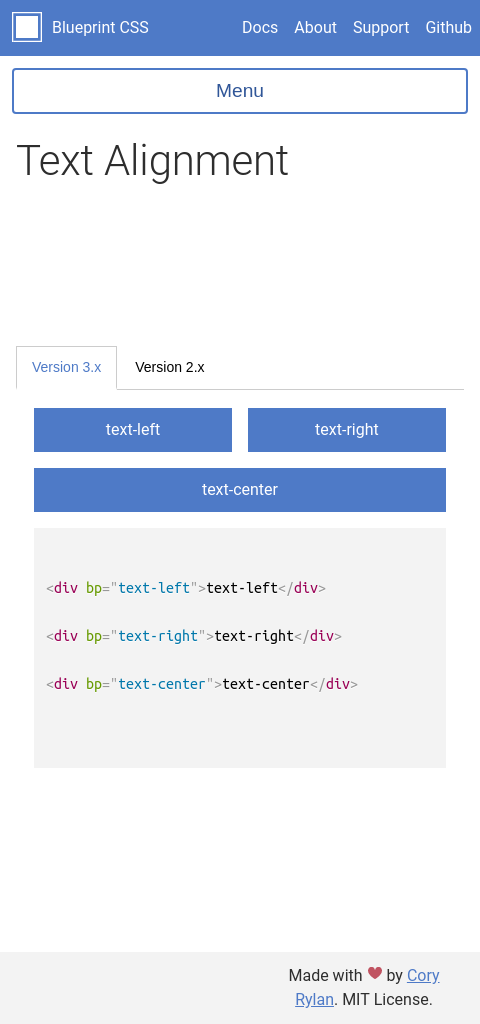 Blueprint CSS Docs About Support Github
Menu
Text Alignment
Version 3.x Version 2.x
text-left text-right
text-center
<div bp="text-left">text-left</div>
<div bp="text-right">text-right</div>
<div bp="text-center">text-center</div>
Made with ❤ by Cory
Rylan. MIT License.